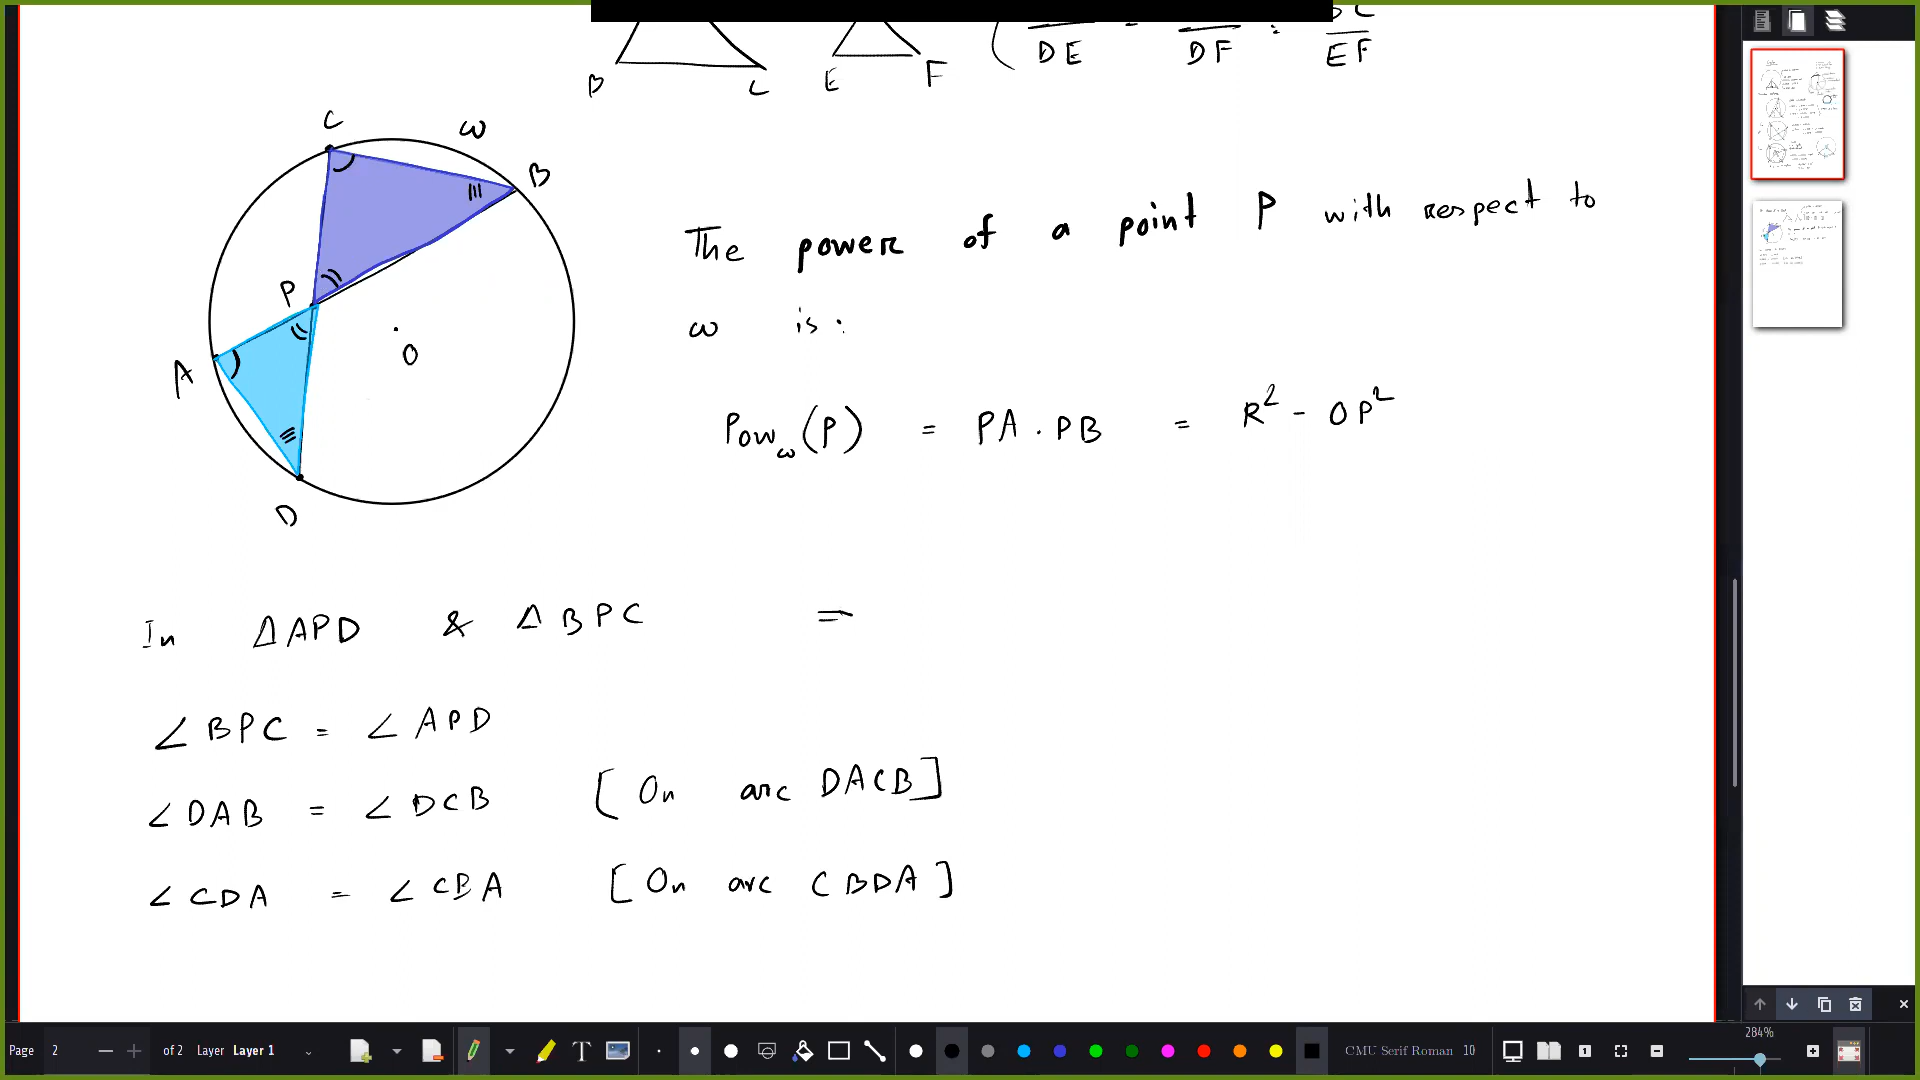 B C E F
DE DF EF
C ω B P A O D
The power of a point P with respect to
ω is:
Pow_ω(P) = PA . PB = R² - OP²
In △APD & △BPC ⇒
∠BPC = ∠APD
∠DAB = ∠DCB [On arc DACB]
∠CDA = ∠CBA [On arc CBDA]
284%
Page 2 of 2 Layer Layer 1 CMU Serif Roman 10